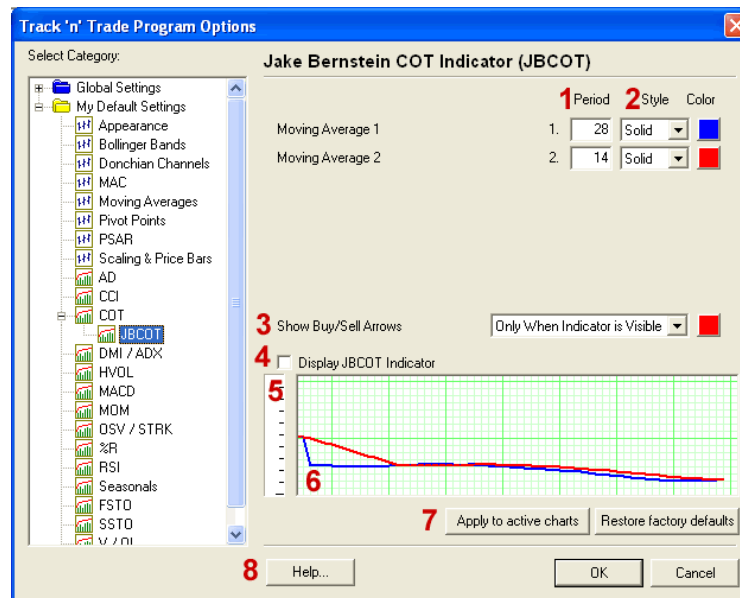 Track 'n' Trade Program Options
Select Category:
Global Settings
My Default Settings
Appearance
Bollinger Bands
Donchian Channels
MAC
Moving Averages
Pivot Points
PSAR
Scaling & Price Bars
AD
CCI
COT
JBCOT
DMI / ADX
HVOL
MACD
MOM
OSV / STRK
%R
RSI
Seasonals
FSTO
SSTO
V / OI
Jake Bernstein COT Indicator (JBCOT)
1 Period 2 Style Color
Moving Average 1 1. 28 Solid
Moving Average 2 2. 14 Solid
3 Show Buy/Sell Arrows Only When Indicator is Visible
4 Display JBCOT Indicator
5
6
7 Apply to active charts Restore factory defaults
8 Help... OK Cancel